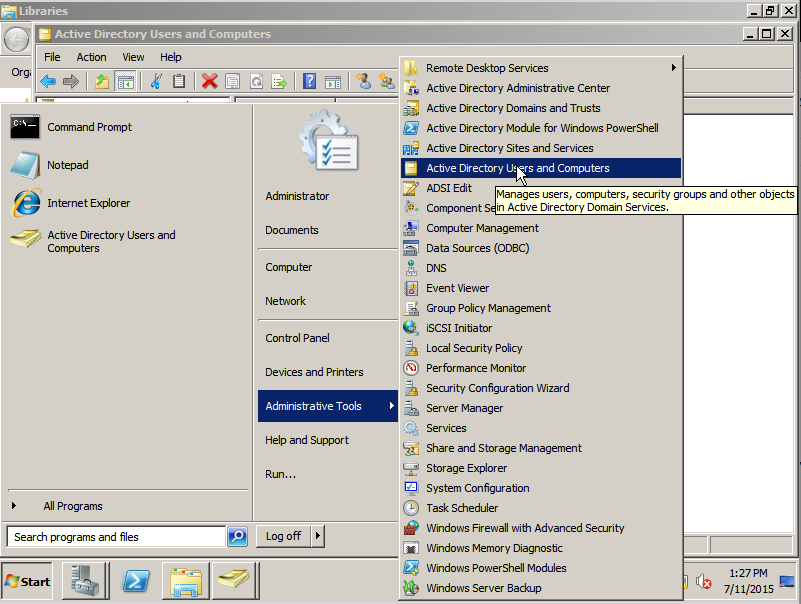 Libraries
Active Directory Users and Computers
File Action View Help
Orga
Command Prompt
Notepad
Internet Explorer
Active Directory Users and
Computers
All Programs
Search programs and files
Administrator
Documents
Computer
Network
Control Panel
Devices and Printers
Administrative Tools
Help and Support
Run...
Log off
Remote Desktop Services
Active Directory Administrative Center
Active Directory Domains and Trusts
Active Directory Module for Windows PowerShell
Active Directory Sites and Services
Active Directory Users and Computers
ADSI Edit
Manages users, computers, security groups and other objects
in Active Directory Domain Services.
Component Se
Computer Management
Data Sources (ODBC)
DNS
Event Viewer
Group Policy Management
iSCSI Initiator
Local Security Policy
Performance Monitor
Security Configuration Wizard
Server Manager
Services
Share and Storage Management
Storage Explorer
System Configuration
Task Scheduler
Windows Firewall with Advanced Security
Windows Memory Diagnostic
Windows PowerShell Modules
Windows Server Backup
Start
1:27 PM
7/11/2015